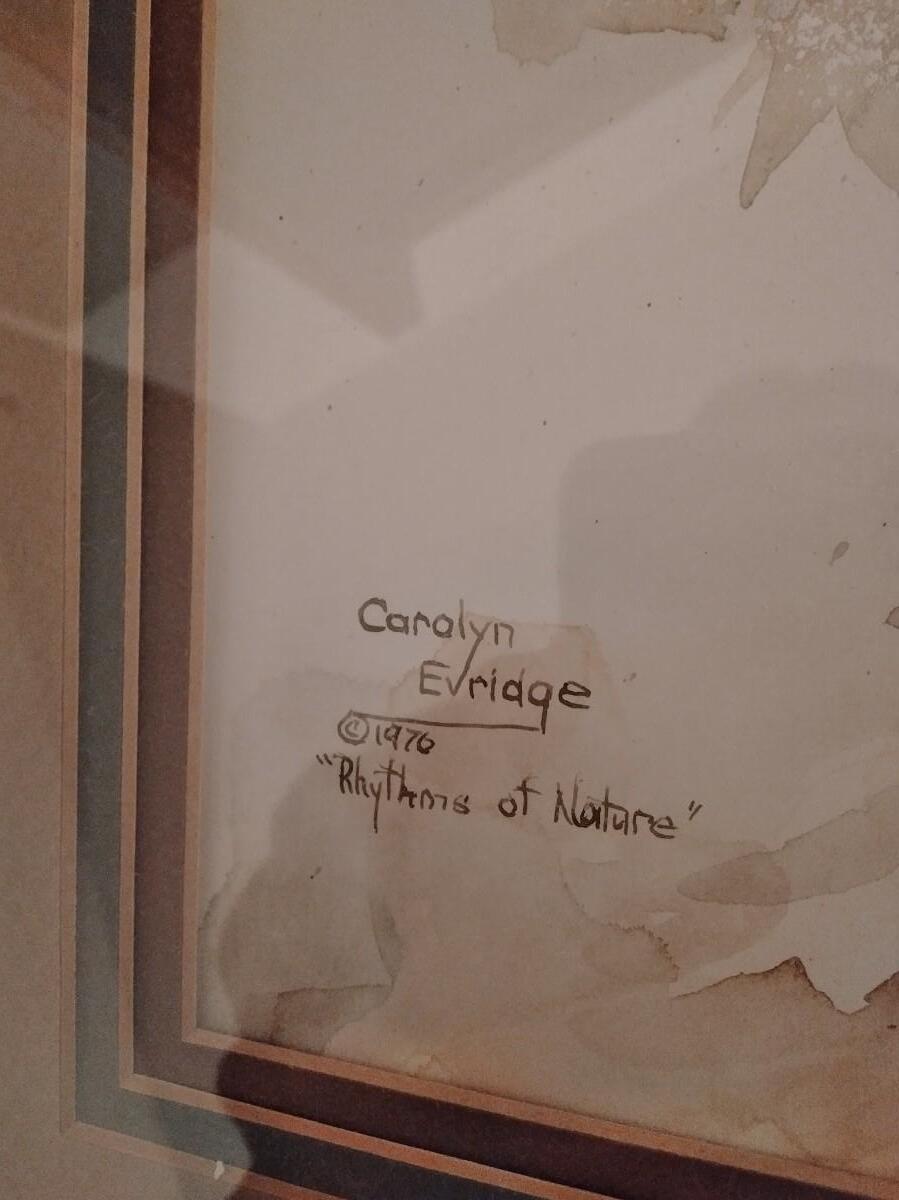 Carolyn
Evridge
©1976
"Rhythms of Nature"